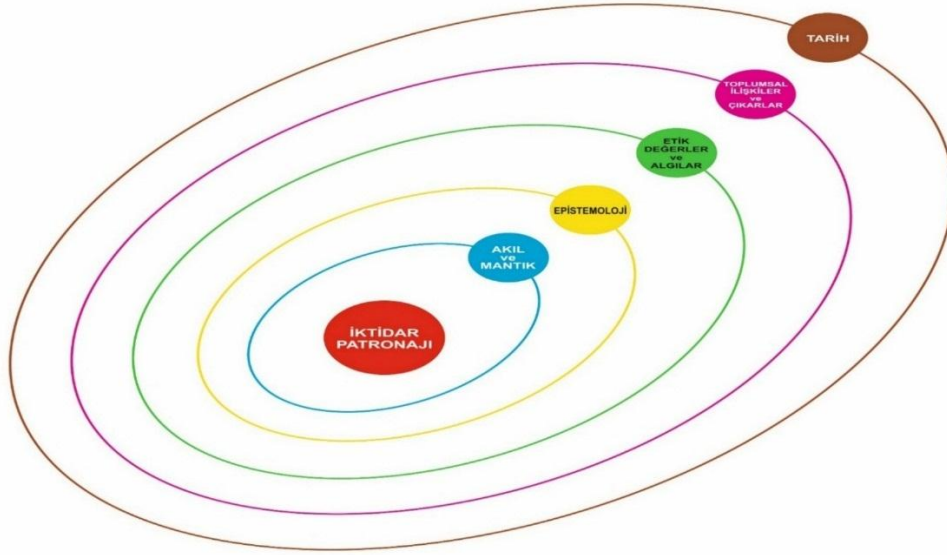 TARİH
TOPLUMSAL
İLİŞKİLER
ve
ÇIKARLAR
ETİK
DEĞERLER
ve
ALGILAR
EPİSTEMOLOJİ
AKIL
ve
MANTIK
İKTİDAR
PATRONAJI